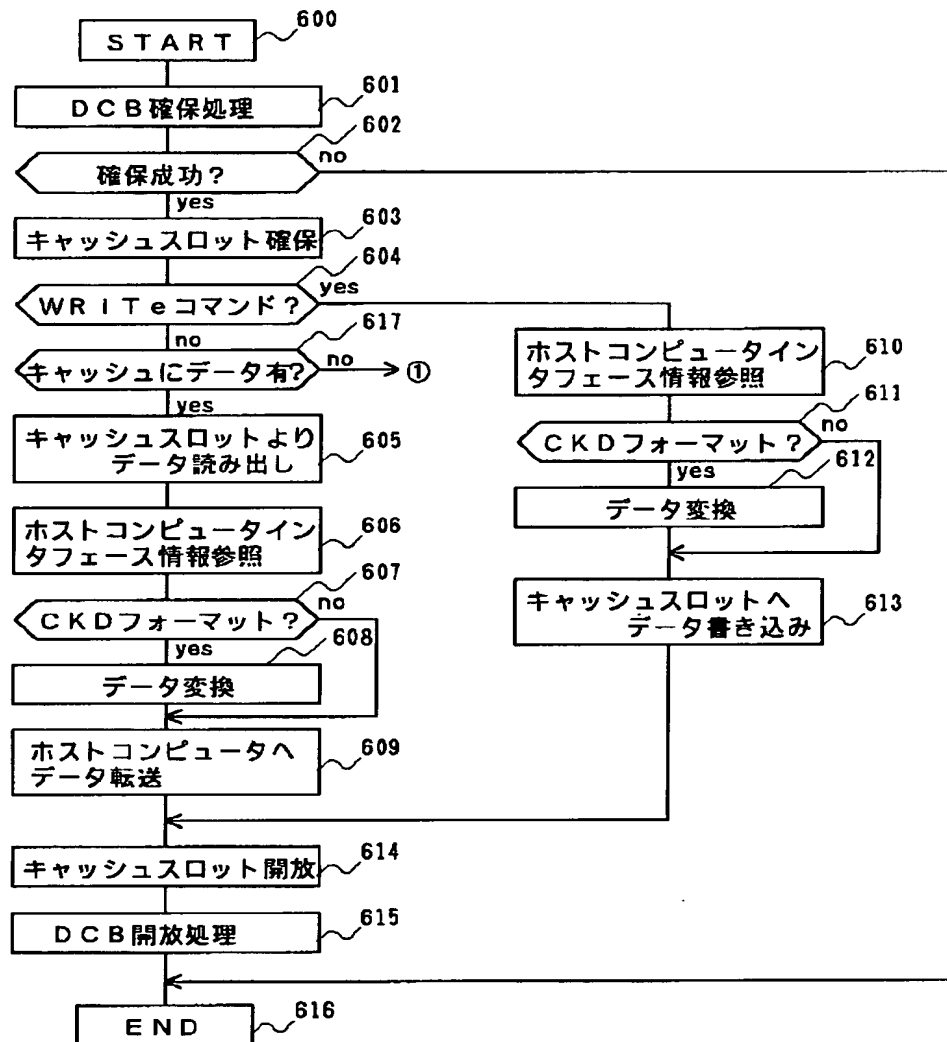 600
START
601
DCB確保処理
602
確保成功?
no
yes
603
キャッシュスロット確保
604
WRITeコマンド?
yes
no
617
キャッシュにデータ有?
no
①
yes
キャッシュスロットより
データ読み出し
605
ホストコンピュータイン
タフェース情報参照
606
607
CKDフォーマット?
no
yes
608
データ変換
ホストコンピュータへ
データ転送
609
ホストコンピュータイン
タフェース情報参照
610
611
CKDフォーマット?
no
yes
612
データ変換
キャッシュスロットへ
データ書き込み
613
キャッシュスロット開放
614
DCB開放処理
615
END
616